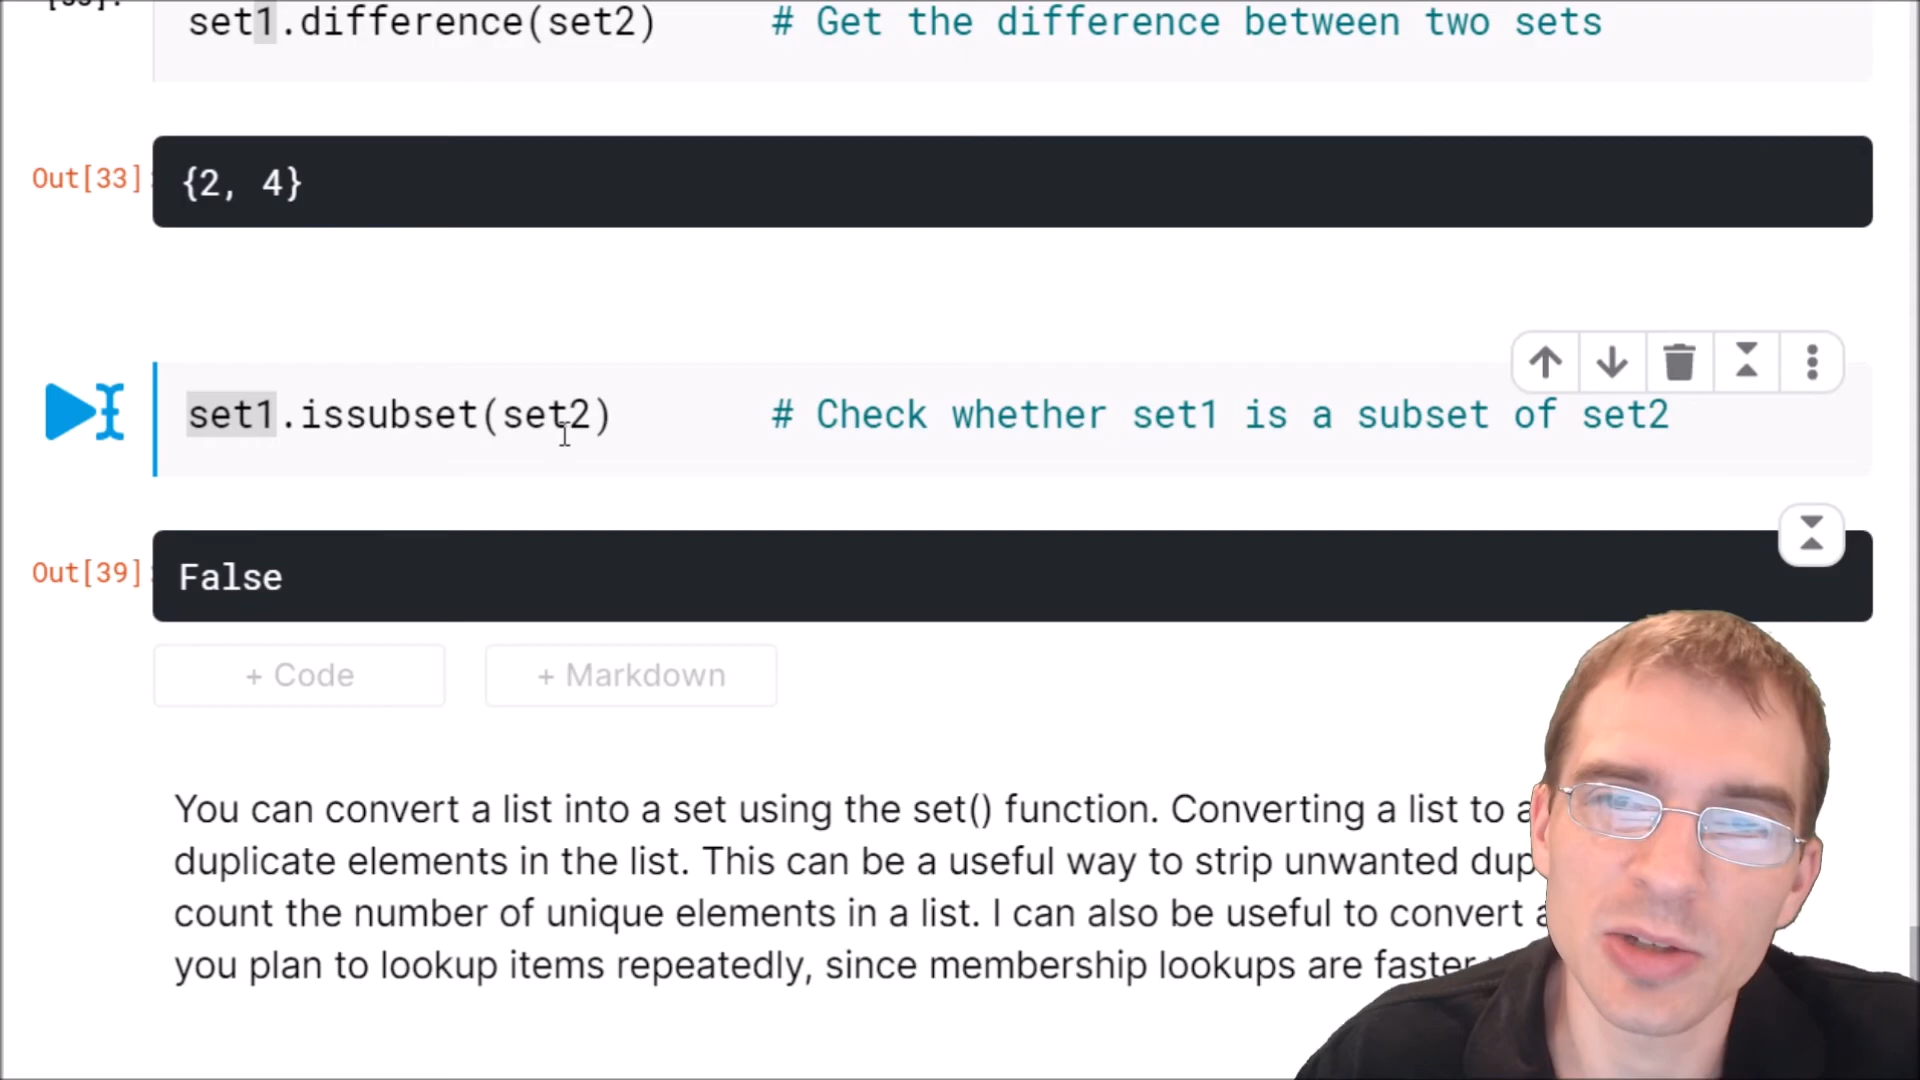 set1.difference(set2) # Get the difference between two sets
Out[33]:
{2, 4}
set1.issubset(set2) # Check whether set1 is a subset of set2
Out[39]:
False
+ Code + Markdown
You can convert a list into a set using the set() function. Converting a list to a
duplicate elements in the list. This can be a useful way to strip unwanted dup
count the number of unique elements in a list. I can also be useful to convert a
you plan to lookup items repeatedly, since membership lookups are faster